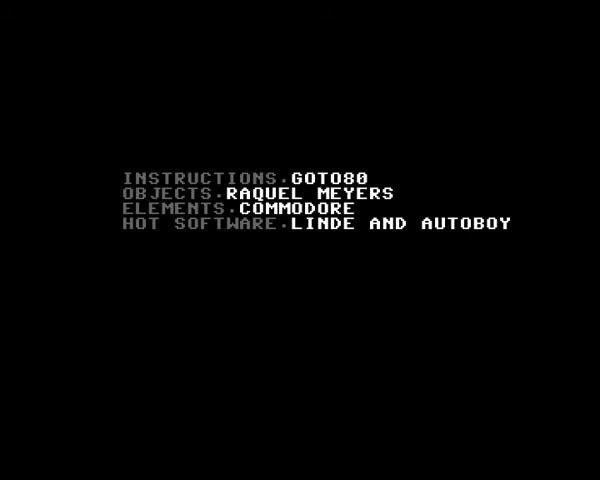 INSTRUCTIONS.GOTO80
OBJECTS.RAQUEL MEYERS
ELEMENTS.COMMODORE
HOT SOFTWARE.LINDE AND AUTOBOY